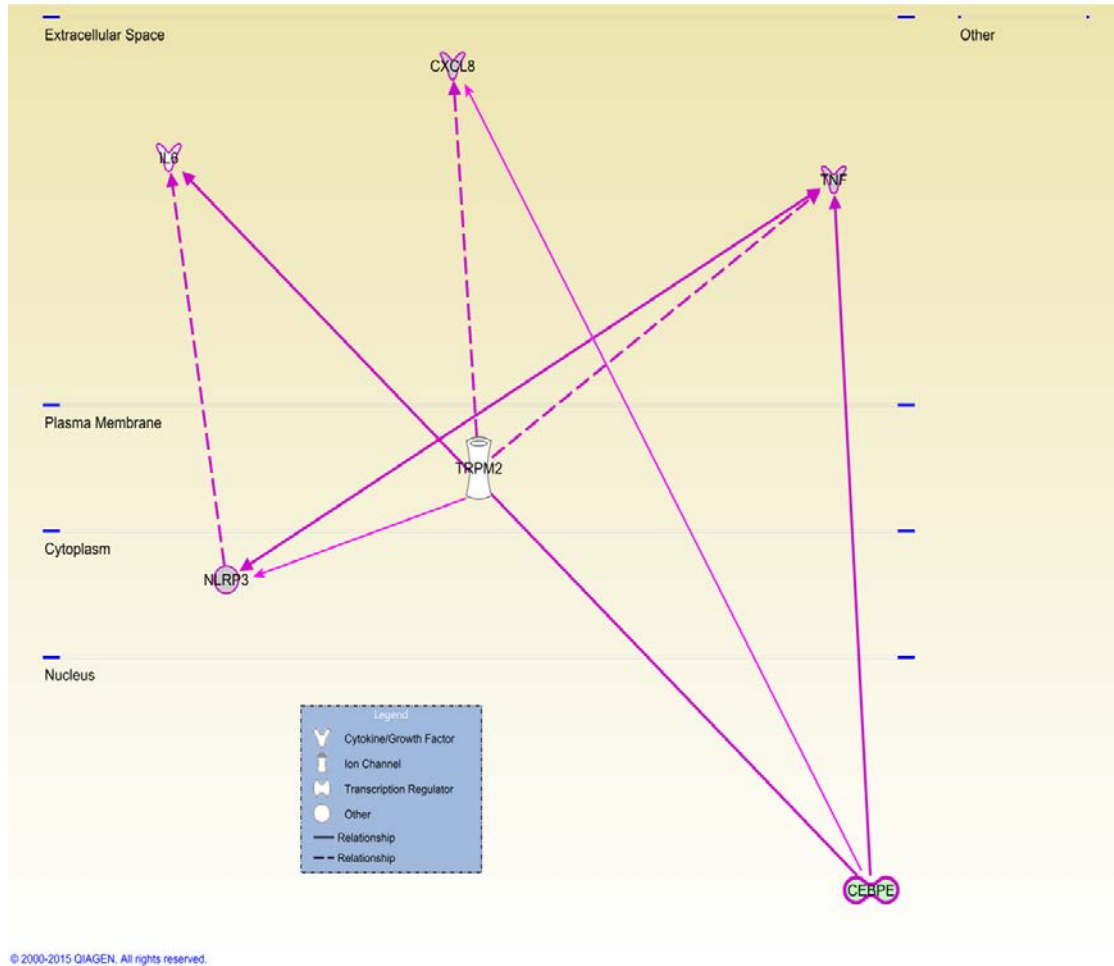 Extracellular Space
Other
CXCL8
IL6
TNF
Plasma Membrane
TRPM2
Cytoplasm
NLRP3
Nucleus
Legend
Cytokine/Growth Factor
Ion Channel
Transcription Regulator
Other
Relationship
Relationship
CEBPE
© 2000-2015 QIAGEN. All rights reserved.